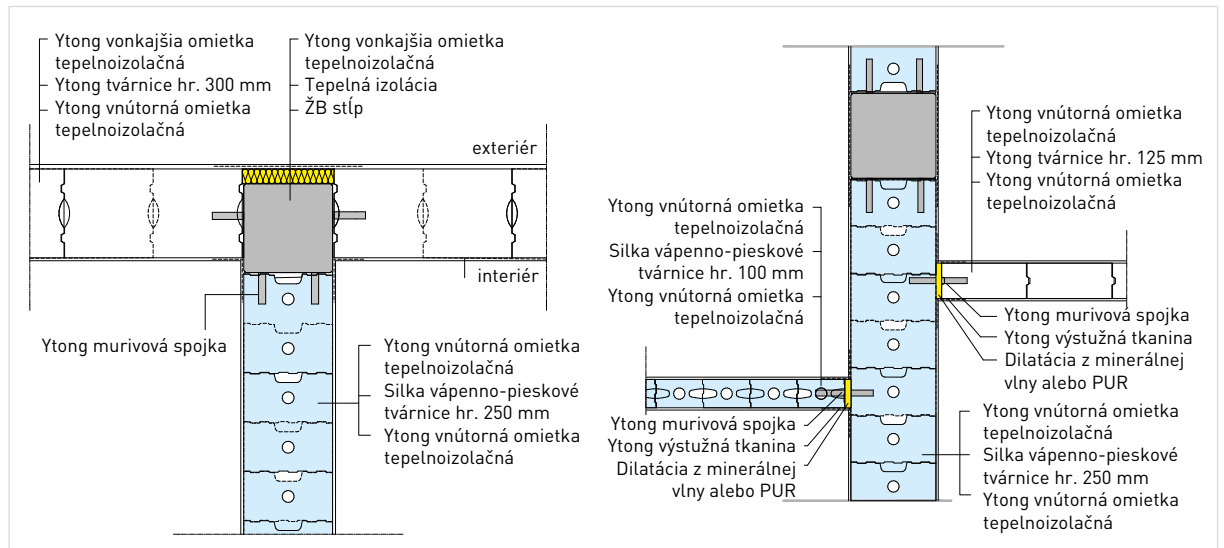 Ytong vonkajšia omietka
tepelnoizolačná
Ytong tvárnice hr. 300 mm
Ytong vnútorná omietka
tepelnoizolačná
Ytong vonkajšia omietka
tepelnoizolačná
Tepelná izolácia
ŽB stĺp
exteriér
interiér
Ytong murivová spojka
Ytong vnútorná omietka
tepelnoizolačná
Silka vápenno-pieskové
tvárnice hr. 250 mm
Ytong vnútorná omietka
tepelnoizolačná
Ytong vnútorná omietka
tepelnoizolačná
Silka vápenno-pieskové
tvárnice hr. 100 mm
Ytong vnútorná omietka
tepelnoizolačná
Ytong murivová spojka
Ytong výstužná tkanina
Dilatácia z minerálnej
vlny alebo PUR
Ytong vnútorná omietka
tepelnoizolačná
Ytong tvárnice hr. 125 mm
Ytong vnútorná omietka
tepelnoizolačná
Ytong murivová spojka
Ytong výstužná tkanina
Dilatácia z minerálnej
vlny alebo PUR
Ytong vnútorná omietka
tepelnoizolačná
Silka vápenno-pieskové
tvárnice hr. 250 mm
Ytong vnútorná omietka
tepelnoizolačná